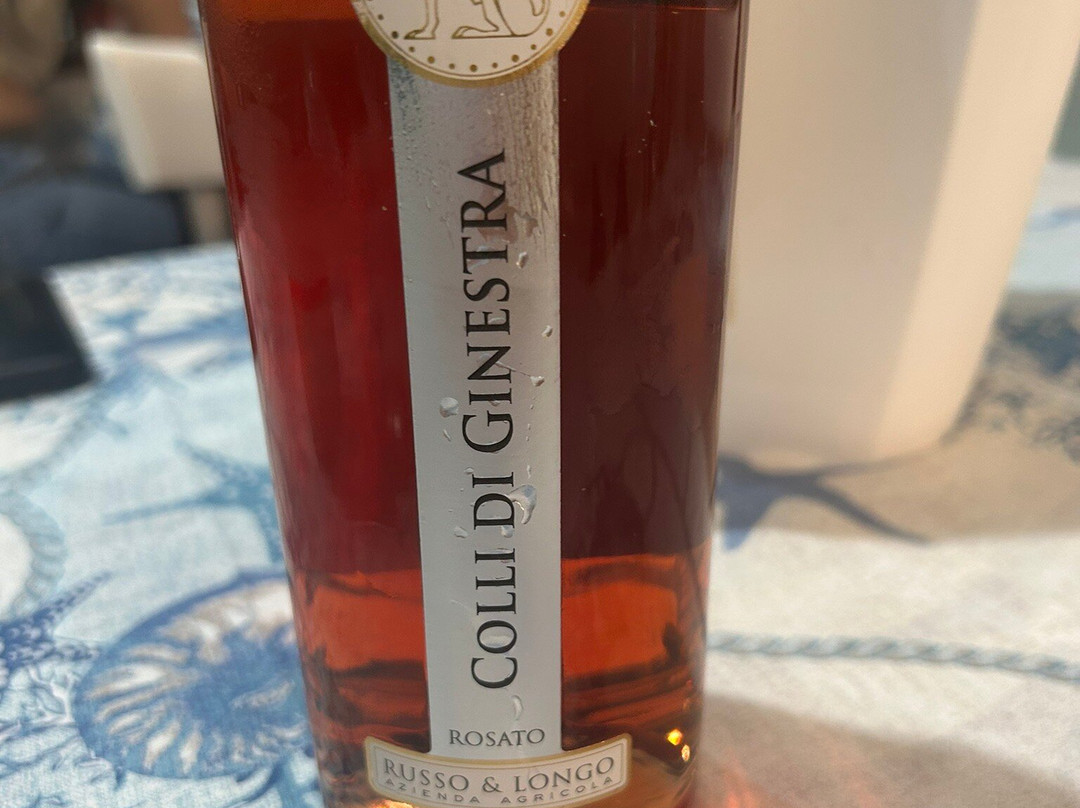 COLLI DI GINESTRA
ROSATO
RUSSO & LONGO
AZIENDA AGRICOLA